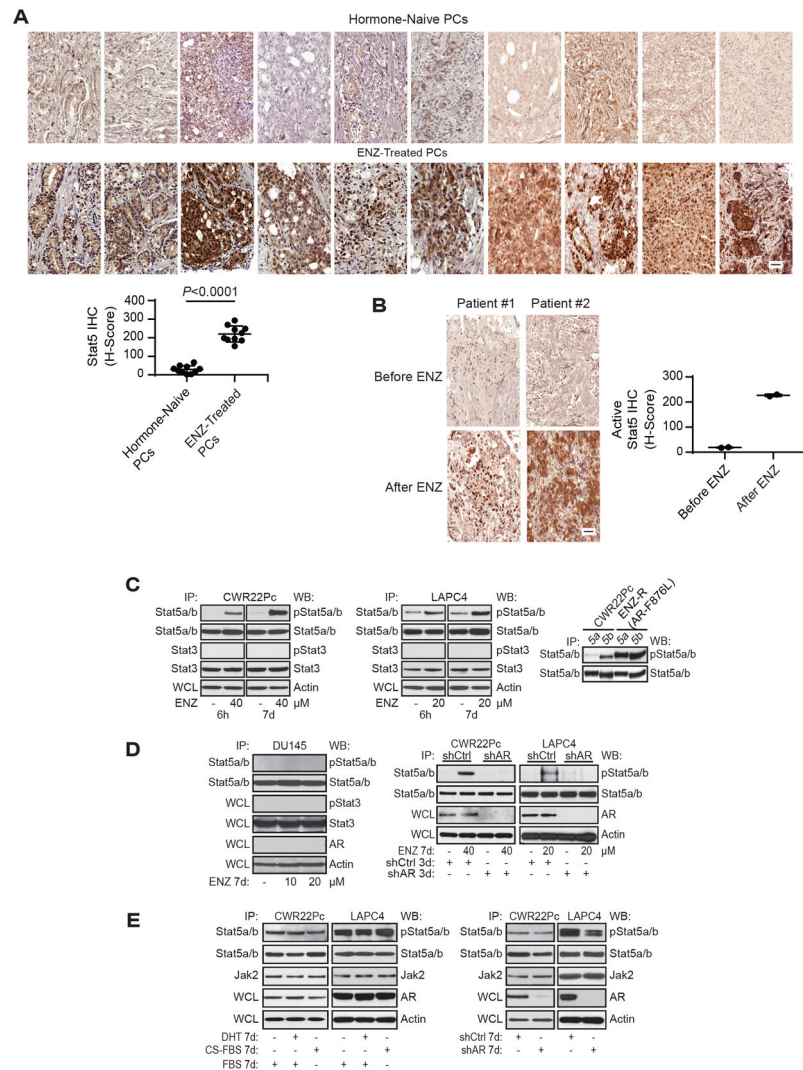 A
Hormone-Naive PCs
ENZ-Treated PCs
P<0.0001
Stat5 IHC
(H-Score)
400
300
200
100
0
Hormone-Naive
PCs
ENZ-Treated
PCs
B
Patient #1 Patient #2
Before ENZ
After ENZ
Active
Stat5 IHC
(H-Score)
300
200
100
0
Before ENZ
After ENZ
C
IP: CWR22Pc WB:
Stat5a/b pStat5a/b
Stat5a/b Stat5a/b
Stat3 pStat3
Stat3 Stat3
WCL Actin
ENZ - 40 - 40 µM
6h 7d
IP: LAPC4 WB:
Stat5a/b pStat5a/b
Stat5a/b Stat5a/b
Stat3 pStat3
Stat3 Stat3
WCL Actin
ENZ - 20 - 20 µM
6h 7d
CWR22Pc
ENZ-R
(AR-F876L)
IP: 5a 5b 5a 5b WB:
Stat5a/b pStat5a/b
Stat5a/b Stat5a/b
D
IP: DU145 WB:
Stat5a/b pStat5a/b
Stat5a/b Stat5a/b
WCL pStat3
WCL Stat3
WCL AR
WCL Actin
ENZ 7d: - 10 20 µM
CWR22Pc LAPC4
IP: shCtrl shAR shCtrl shAR WB:
Stat5a/b pStat5a/b
Stat5a/b Stat5a/b
WCL AR
WCL Actin
ENZ 7d: - 40 - 40 - 20 - 20 µM
shCtrl 3d: + + - - + + - -
shAR 3d: - - + + - - + +
E
IP: CWR22Pc LAPC4 WB:
Stat5a/b pStat5a/b
Stat5a/b Stat5a/b
Jak2 Jak2
WCL AR
WCL Actin
DHT 7d: - + - - + -
CS-FBS 7d: - - + - - +
FBS 7d: + + - + + -
IP: CWR22Pc LAPC4 WB:
Stat5a/b pStat5a/b
Stat5a/b Stat5a/b
Jak2 Jak2
WCL AR
WCL Actin
shCtrl 7d: + - + -
shAR 7d: - + - +